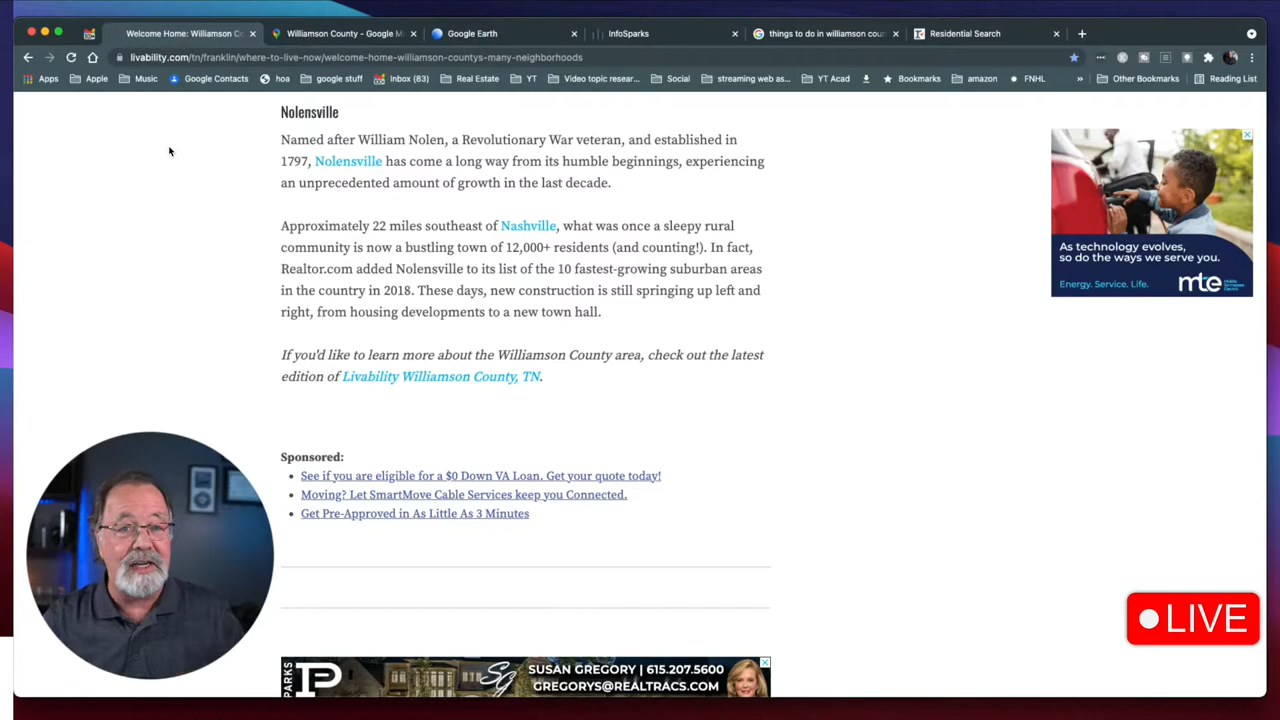 Welcome Home: Williamson C
Williamson County - Google M
Google Earth
InfoSparks
things to do in williamson coun
Residential Search
livability.com/tn/franklin/where-to-live-now/welcome-home-williamson-countys-many-neighborhoods
Apps
Apple
Music
Google Contacts
hoa
google stuff
Inbox (83)
Real Estate
YT
Video topic resear...
Social
streaming web as...
YT Acad
Bookmarks
amazon
FNHL
Other Bookmarks
Reading List
Nolensville
Named after William Nolen, a Revolutionary War veteran, and established in
1797, Nolensville has come a long way from its humble beginnings, experiencing
an unprecedented amount of growth in the last decade.
Approximately 22 miles southeast of Nashville, what was once a sleepy rural
community is now a bustling town of 12,000+ residents (and counting!). In fact,
Realtor.com added Nolensville to its list of the 10 fastest-growing suburban areas
in the country in 2018. These days, new construction is still springing up left and
right, from housing developments to a new town hall.
If you'd like to learn more about the Williamson County area, check out the latest
edition of Livability Williamson County, TN.
Sponsored:
See if you are eligible for a $0 Down VA Loan. Get your quote today!
Moving? Let SmartMove Cable Services keep you Connected.
Get Pre-Approved in As Little As 3 Minutes
As technology evolves,
so do the ways we serve you.
Energy. Service. Life.
mte
LIVE
PARKS
SUSAN GREGORY | 615.207.5600
GREGORYS@REALTRACS.COM